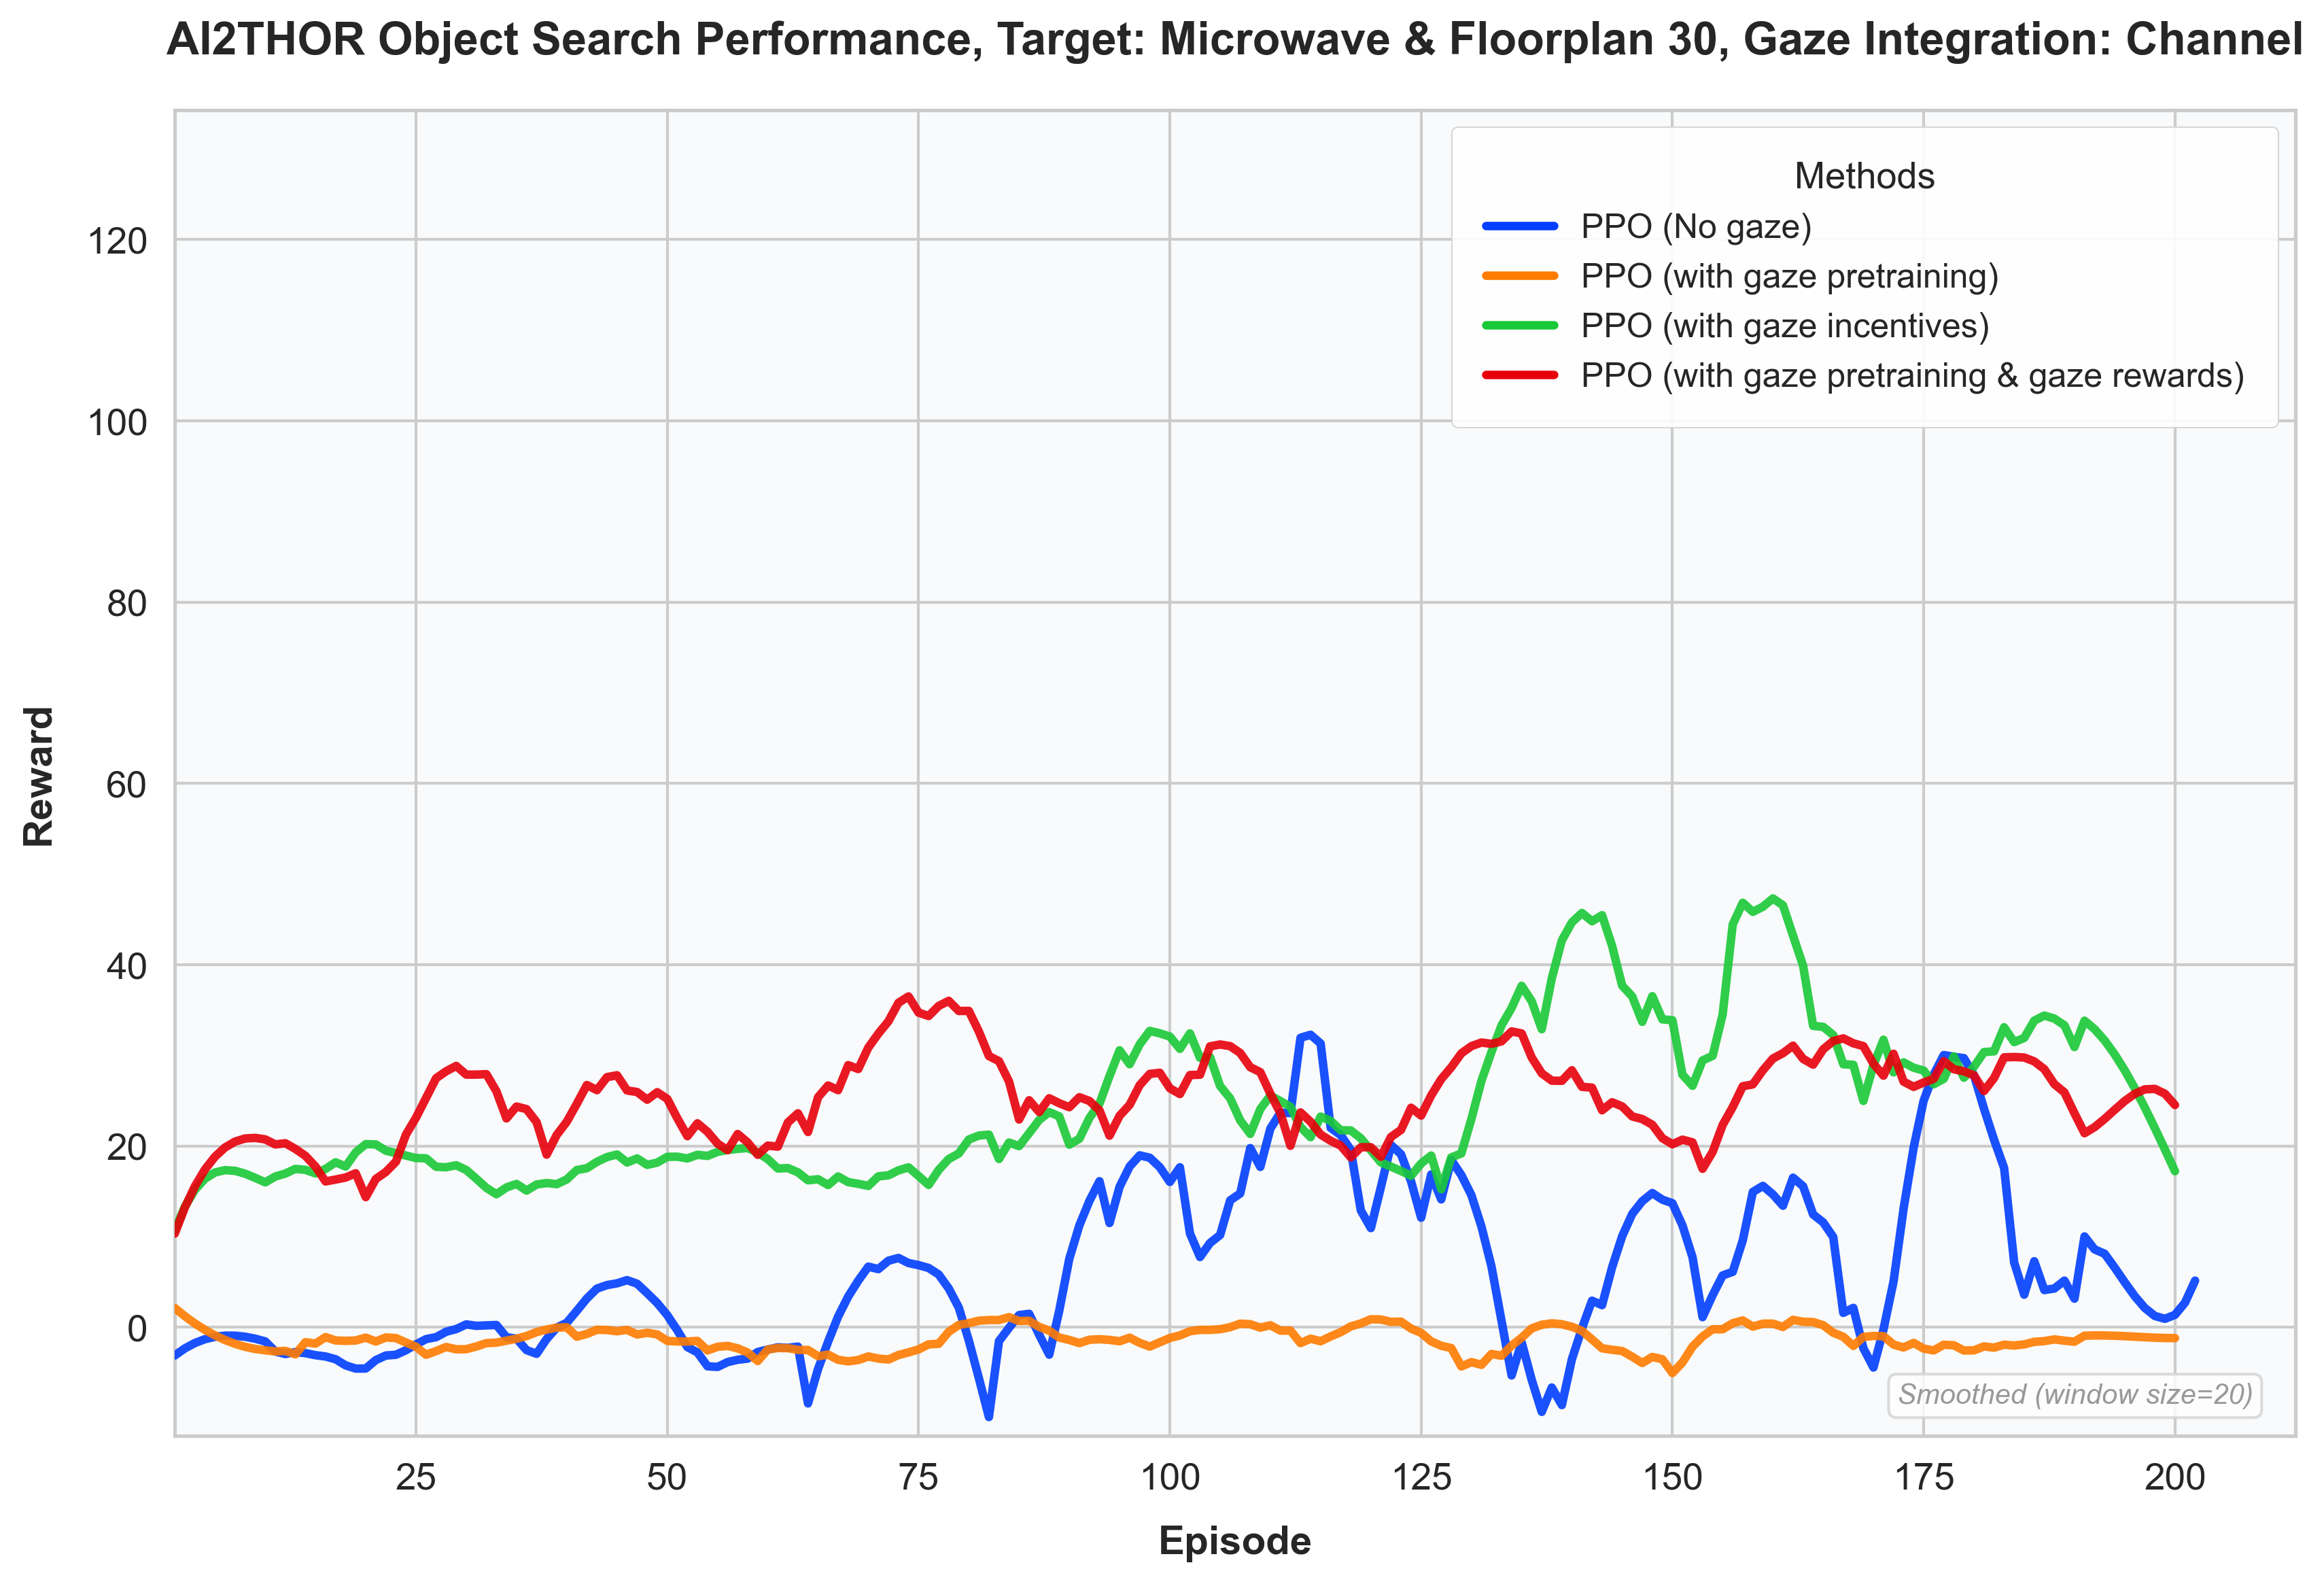 AI2THOR Object Search Performance, Target: Microwave & Floorplan 30, Gaze Integration: Channel
Methods
PPO (No gaze)
PPO (with gaze pretraining)
PPO (with gaze incentives)
PPO (with gaze pretraining & gaze rewards)
120
100
80
60
40
20
0
Reward
Smoothed (window size=20)
25 50 75 100 125 150 175 200
Episode